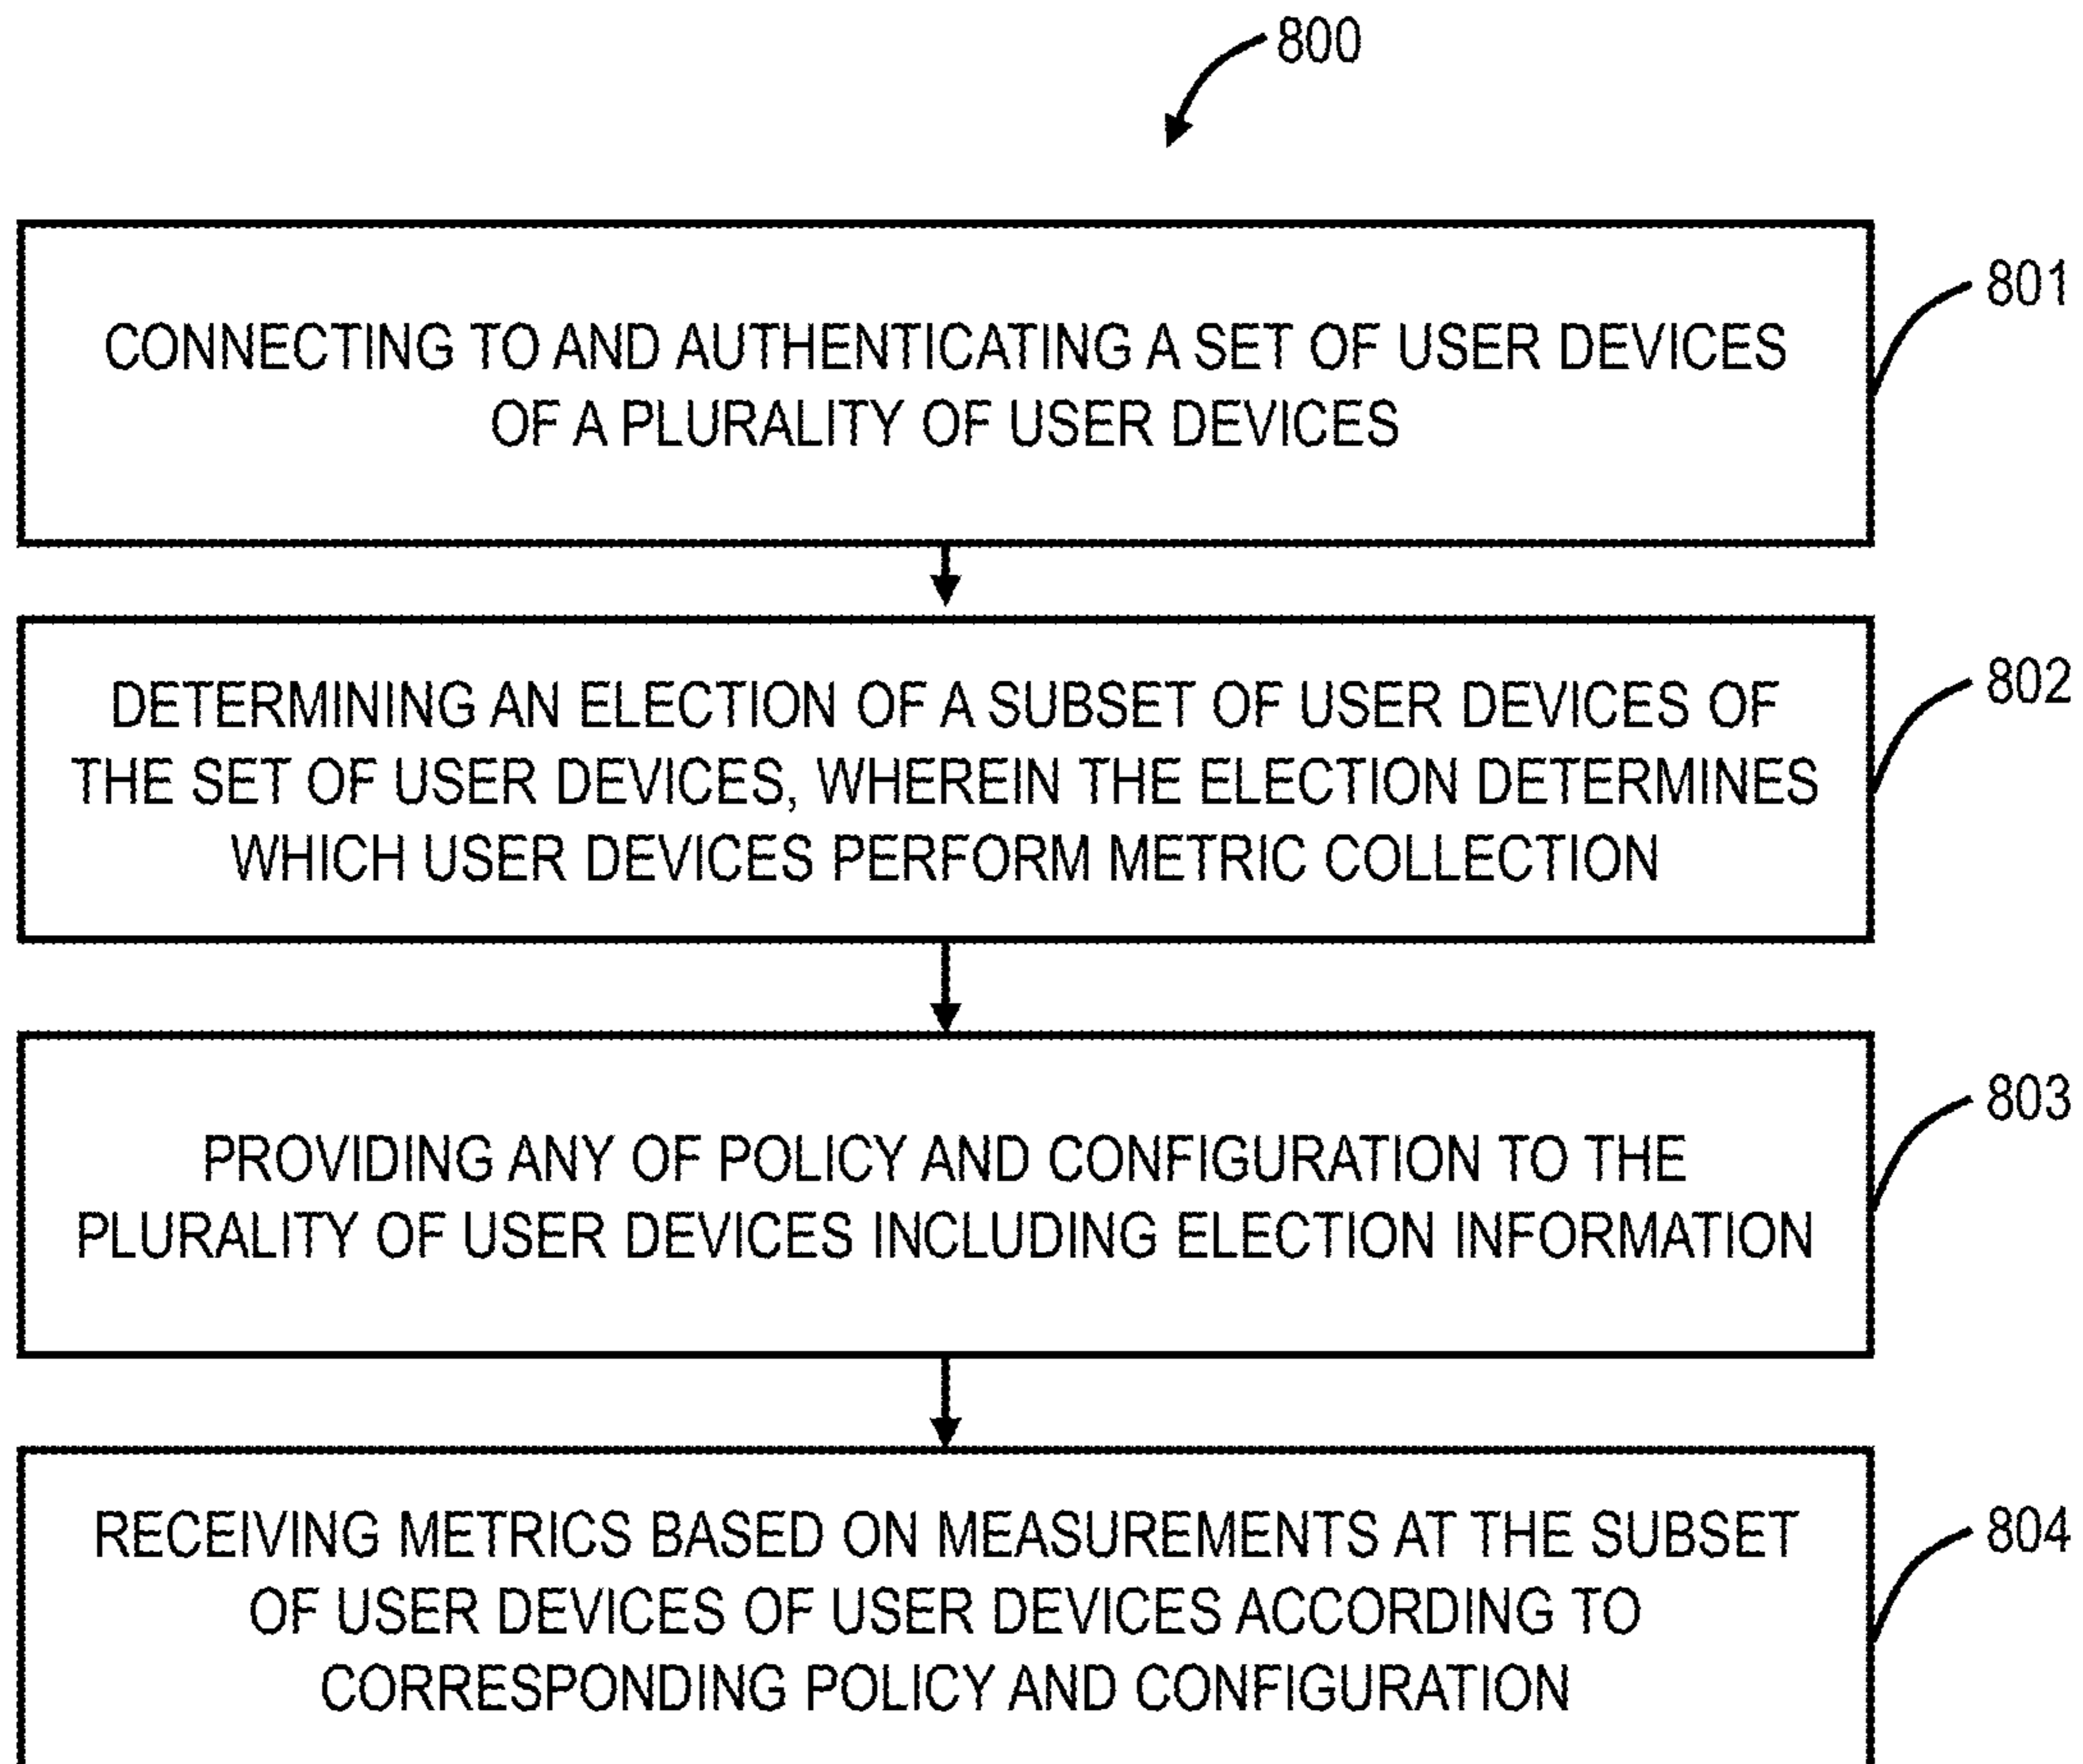 800
CONNECTING TO AND AUTHENTICATING A SET OF USER DEVICES
OF A PLURALITY OF USER DEVICES
801
DETERMINING AN ELECTION OF A SUBSET OF USER DEVICES OF
THE SET OF USER DEVICES, WHEREIN THE ELECTION DETERMINES
WHICH USER DEVICES PERFORM METRIC COLLECTION
802
PROVIDING ANY OF POLICY AND CONFIGURATION TO THE
PLURALITY OF USER DEVICES INCLUDING ELECTION INFORMATION
803
RECEIVING METRICS BASED ON MEASUREMENTS AT THE SUBSET
OF USER DEVICES OF USER DEVICES ACCORDING TO
CORRESPONDING POLICY AND CONFIGURATION
804